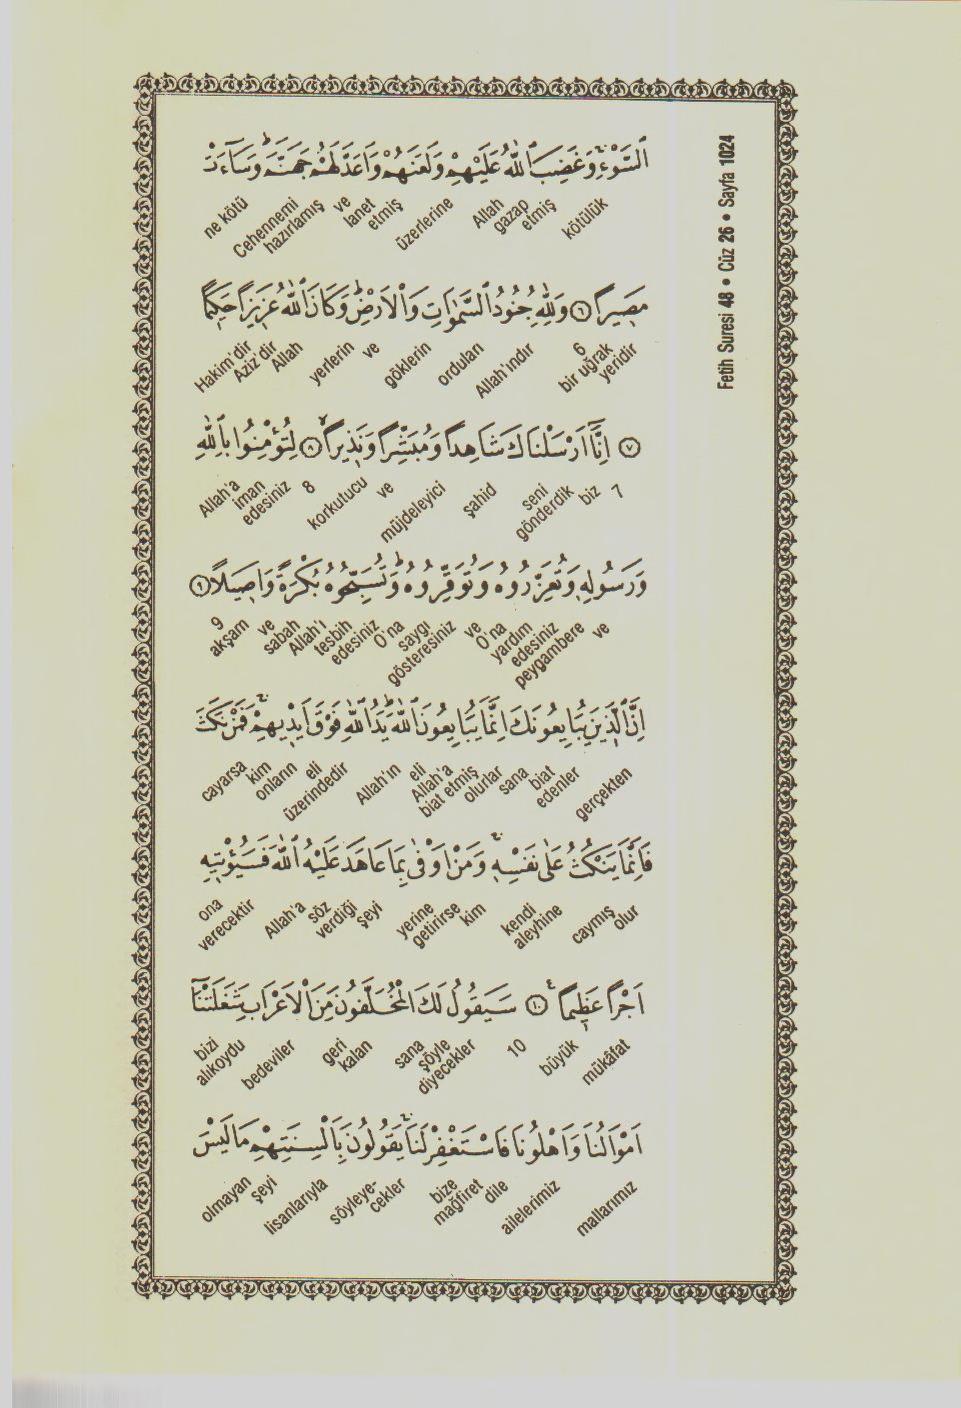 Fetih Suresi 48 • Cüz 26 • Sayfa 1024
اَلسَّوْءِۚ وَغَضِبَ اللّٰهُ عَلَيْهِمْ وَلَعَنَهُمْ وَاَعَدَّ لَهُمْ جَهَنَّمَۜ وَسَٓاءَتْ
kötülük Allah gazap etmiş üzerlerine lanet etmiş ve Cehennemi hazırlamış ne kötü
مَص۪يرًا ﴿٦﴾ وَلِلّٰهِ جُنُودُ السَّمٰوَاتِ وَالْاَرْضِۜ وَكَانَ اللّٰهُ عَز۪يزًا حَك۪يمًا
bir uğrak yeridir 6 Allah'ındır orduları göklerin ve yerlerin Allah Aziz'dir Hakim'dir
﴿٧﴾ اِنَّٓا اَرْسَلْنَاكَ شَاهِدًا وَمُبَشِّرًا وَنَذ۪يرًاۙ ﴿٨﴾ لِتُؤْمِنُوا بِاللّٰهِ
7 biz seni gönderdik şahid müjdeleyici ve korkutucu 8 Allah'a iman edesiniz
وَرَسُولِه۪ وَتُعَزِّرُوهُ وَتُوَقِّرُوهُۜ وَتُسَبِّحُوهُ بُكْرَةً وَاَص۪يلًا ﴿٩﴾
ve peygambere O'na yardım edesiniz ve O'na saygı gösteresiniz Allah'ı tesbih edesiniz sabah ve akşam 9
اِنَّ الَّذ۪ينَ يُبَايِعُونَكَ اِنَّمَا يُبَايِعُونَ اللّٰهَۜ يَدُ اللّٰهِ فَوْقَ اَيْد۪يهِمْۚ فَمَنْ نَكَثَ
gerçekten biat edenler sana Allah'a biat etmiş olurlar eli Allah'ın eli üzerindedir onların kim cayarsa
فَاِنَّمَا يَنْكُثُ عَلٰى نَفْسِه۪ۚ وَمَنْ اَوْفٰى بِمَا عَاهَدَ عَلَيْهُ اللّٰهَ فَسَيُؤْت۪يهِ
caymış olur kendi aleyhine kim yerine getirirse şeyi söz verdiği Allah'a ona verecektir
اَجْرًا عَظ۪يمًا۟ ﴿١٠﴾ سَيَقُولُ لَكَ الْمُخَلَّفُونَ مِنَ الْاَعْرَابِ شَغَلَتْنَٓا
mükâfat büyük 10 sana şöyle diyecekler geri kalan bedeviler bizi alıkoydu
اَمْوَالُنَا وَاَهْلُونَا فَاسْتَغْفِرْ لَنَاۚ يَقُولُونَ بِاَلْسِنَتِهِمْ مَا لَيْسَ
mallarımız ailelerimiz bize mağfiret dile söyleye-cekler lisanlarıyla olmayan şeyi